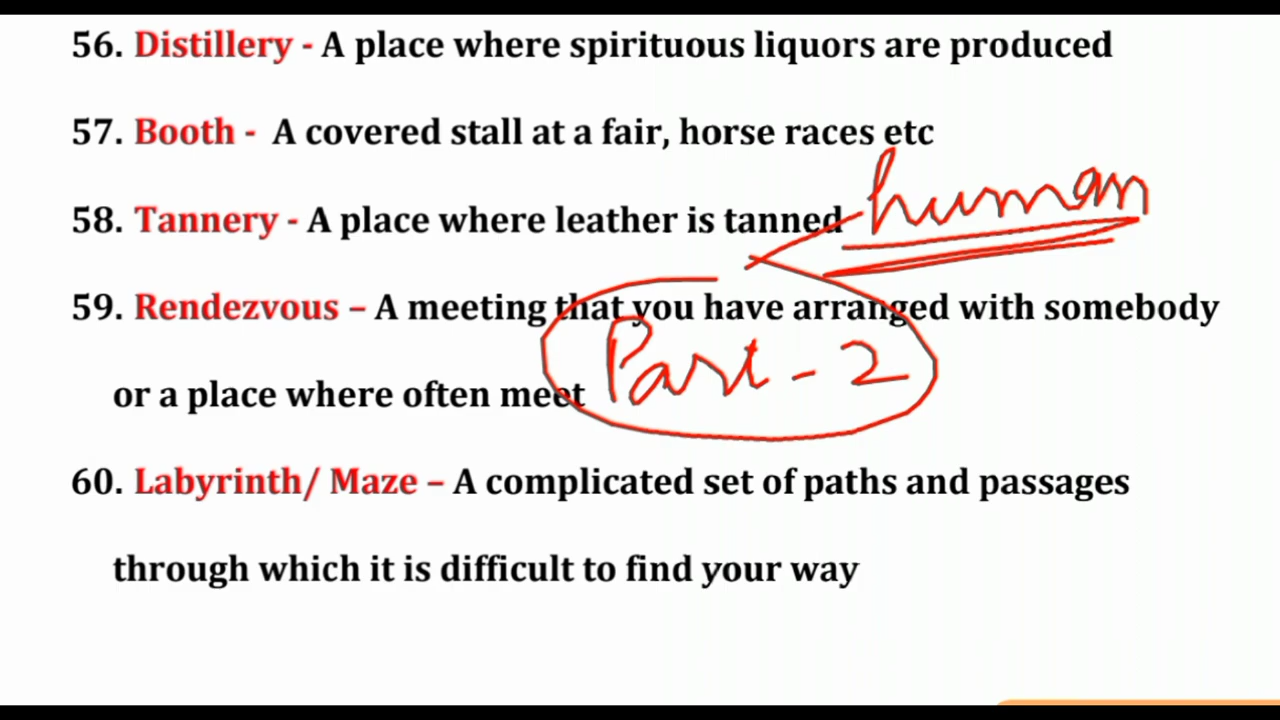 56. Distillery - A place where spirituous liquors are produced
57. Booth - A covered stall at a fair, horse races etc
human
58. Tannery - A place where leather is tanned
59. Rendezvous – A meeting that you have arranged with somebody
or a place where often meet
Part - 2
60. Labyrinth/ Maze – A complicated set of paths and passages
through which it is difficult to find your way